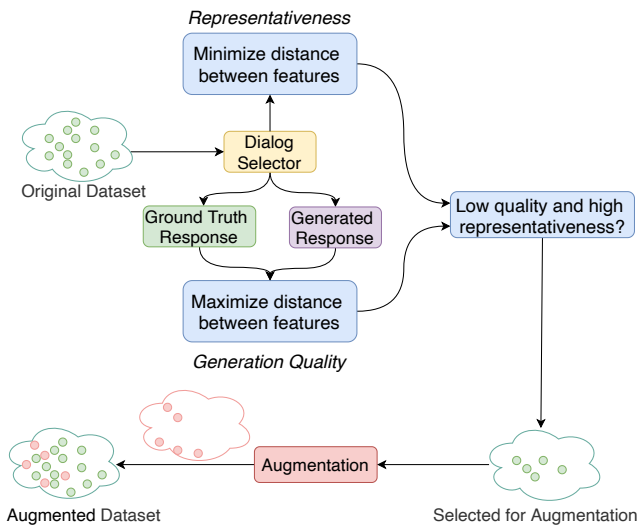 Representativeness
Minimize distance
between features
Dialog
Selector
Original Dataset
Ground Truth
Response
Generated
Response
Low quality and high
representativeness?
Maximize distance
between features
Generation Quality
Augmentation
Augmented Dataset
Selected for Augmentation